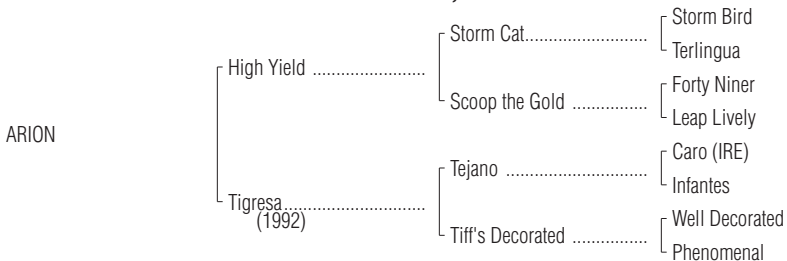 Storm Bird
Storm Cat..........................
Terlingua
High Yield ........................
Forty Niner
Scoop the Gold ................
Leap Lively
ARION
Caro (IRE)
Tejano ..............................
Infantes
Tigresa..............................
(1992)
Well Decorated
Tiff's Decorated ................
Phenomenal